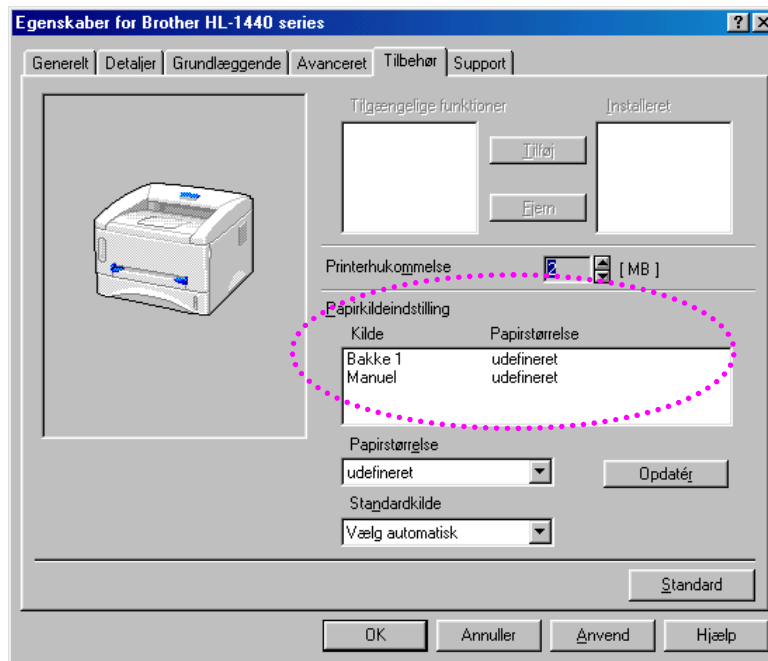 Egenskaber for Brother HL-1440 series
Generelt Detaljer Grundlæggende Avanceret Tilbehør Support
Tilgængelige funktioner Installeret
Tilføj
Fjern
Printerhukommelse 2 [ MB ]
Papirkildeindstilling
Kilde Papirstørrelse
Bakke 1 udefineret
Manuel udefineret
Papirstørrelse
udefineret Opdatér
Standardkilde
Vælg automatisk
Standard
OK Annuller Anvend Hjælp